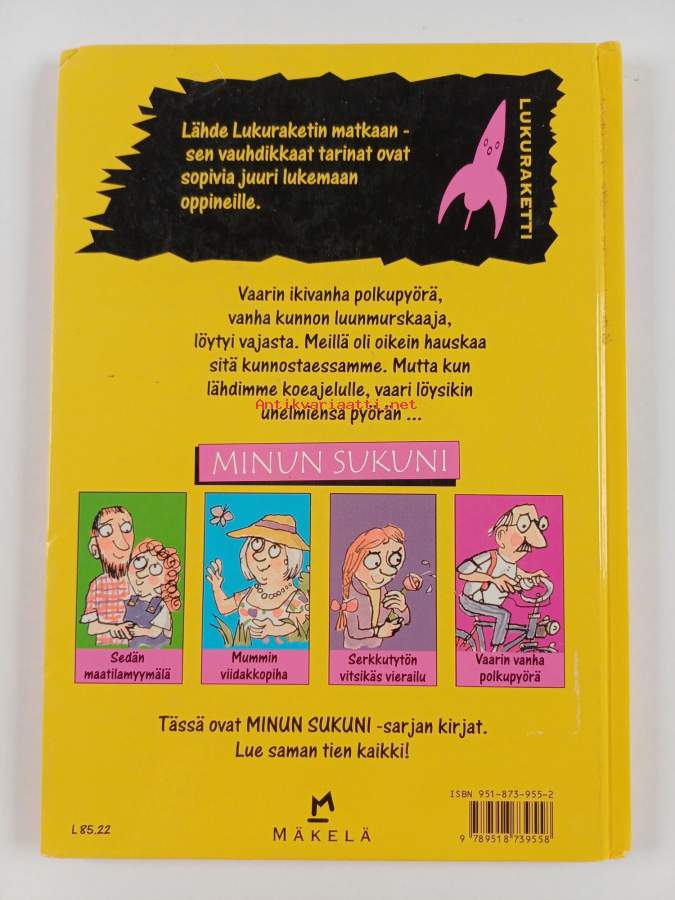 Lähde Lukuraketin matkaan -
sen vauhdikkaat tarinat ovat
sopivia juuri lukemaan
oppineille.
LUKURAKETTI
Vaarin ikivanha polkupyörä,
vanha kunnon luunmurskaaja,
löytyi vajasta. Meillä oli oikein hauskaa
sitä kunnostaessamme. Mutta kun
lähdimme koeajelulle, vaari löysikin
Antikvariaatti.net
unelmiensa pyörän ...
MINUN SUKUNI
Sedän
maatilamyymälä
Mummin
viidakkopiha
Serkkutytön
vitsikäs vierailu
Vaarin vanha
polkupyörä
Tässä ovat MINUN SUKUNI -sarjan kirjat.
Lue saman tien kaikki!
L 85.22
M
MÄKELÄ
ISBN 951-873-955-2
9 789518 739558